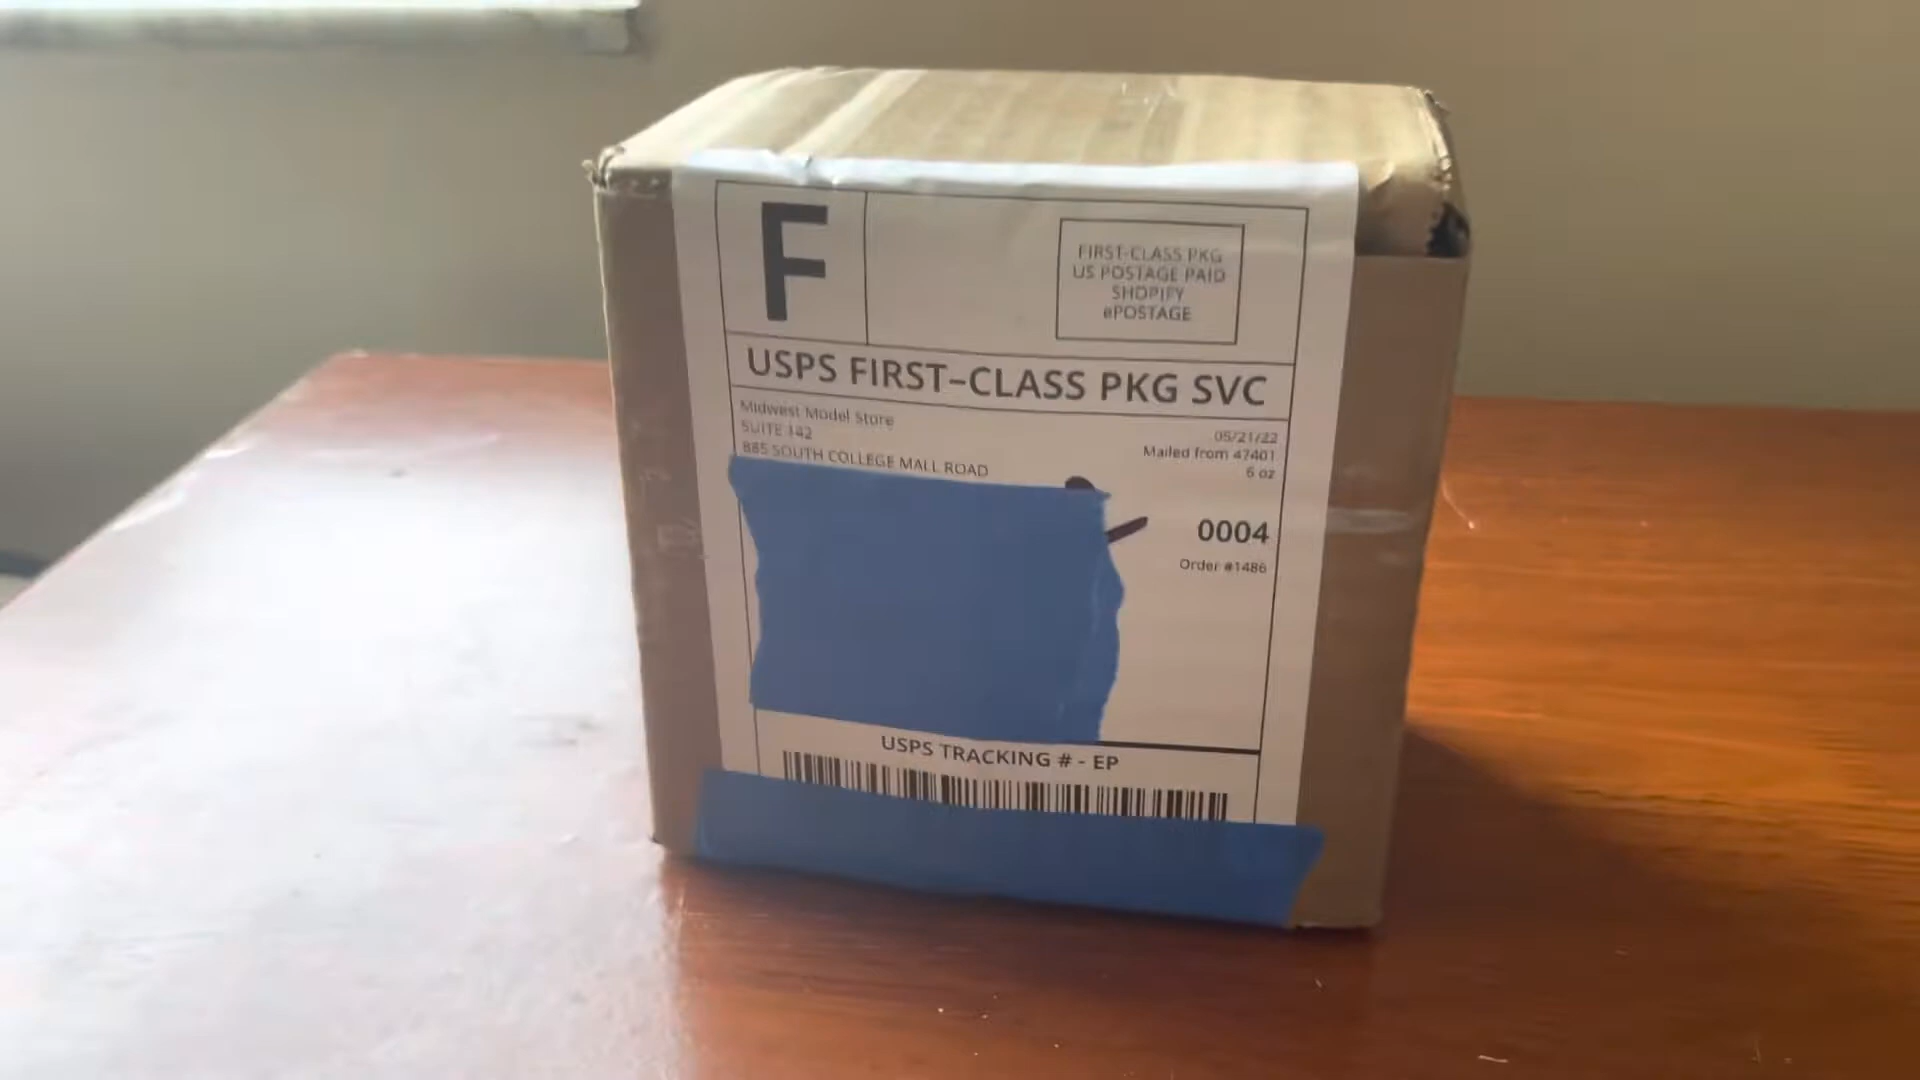 F
FIRST-CLASS PKG
US POSTAGE PAID
SHOPIFY
ePOSTAGE
USPS FIRST-CLASS PKG SVC
Midwest Model Store
SUITE 142
885 SOUTH COLLEGE MALL ROAD
05/21/22
Mailed from 47401
6 oz
0004
Order #1486
USPS TRACKING # - EP